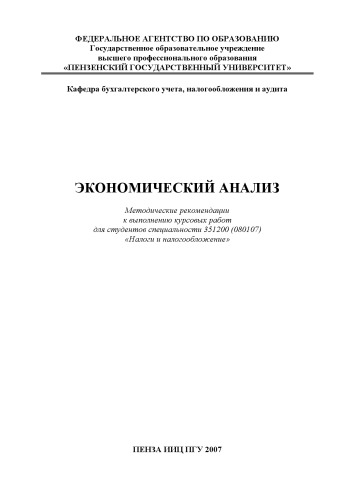 ФЕДЕРАЛЬНОЕ АГЕНТСТВО ПО ОБРАЗОВАНИЮ
Государственное образовательное учреждение
высшего профессионального образования
«ПЕНЗЕНСКИЙ ГОСУДАРСТВЕННЫЙ УНИВЕРСИТЕТ»
Кафедра бухгалтерского учета, налогообложения и аудита
ЭКОНОМИЧЕСКИЙ АНАЛИЗ
Методические рекомендации
к выполнению курсовых работ
для студентов специальности 351200 (080107)
«Налоги и налогообложение»
ПЕНЗА ИИЦ ПГУ 2007